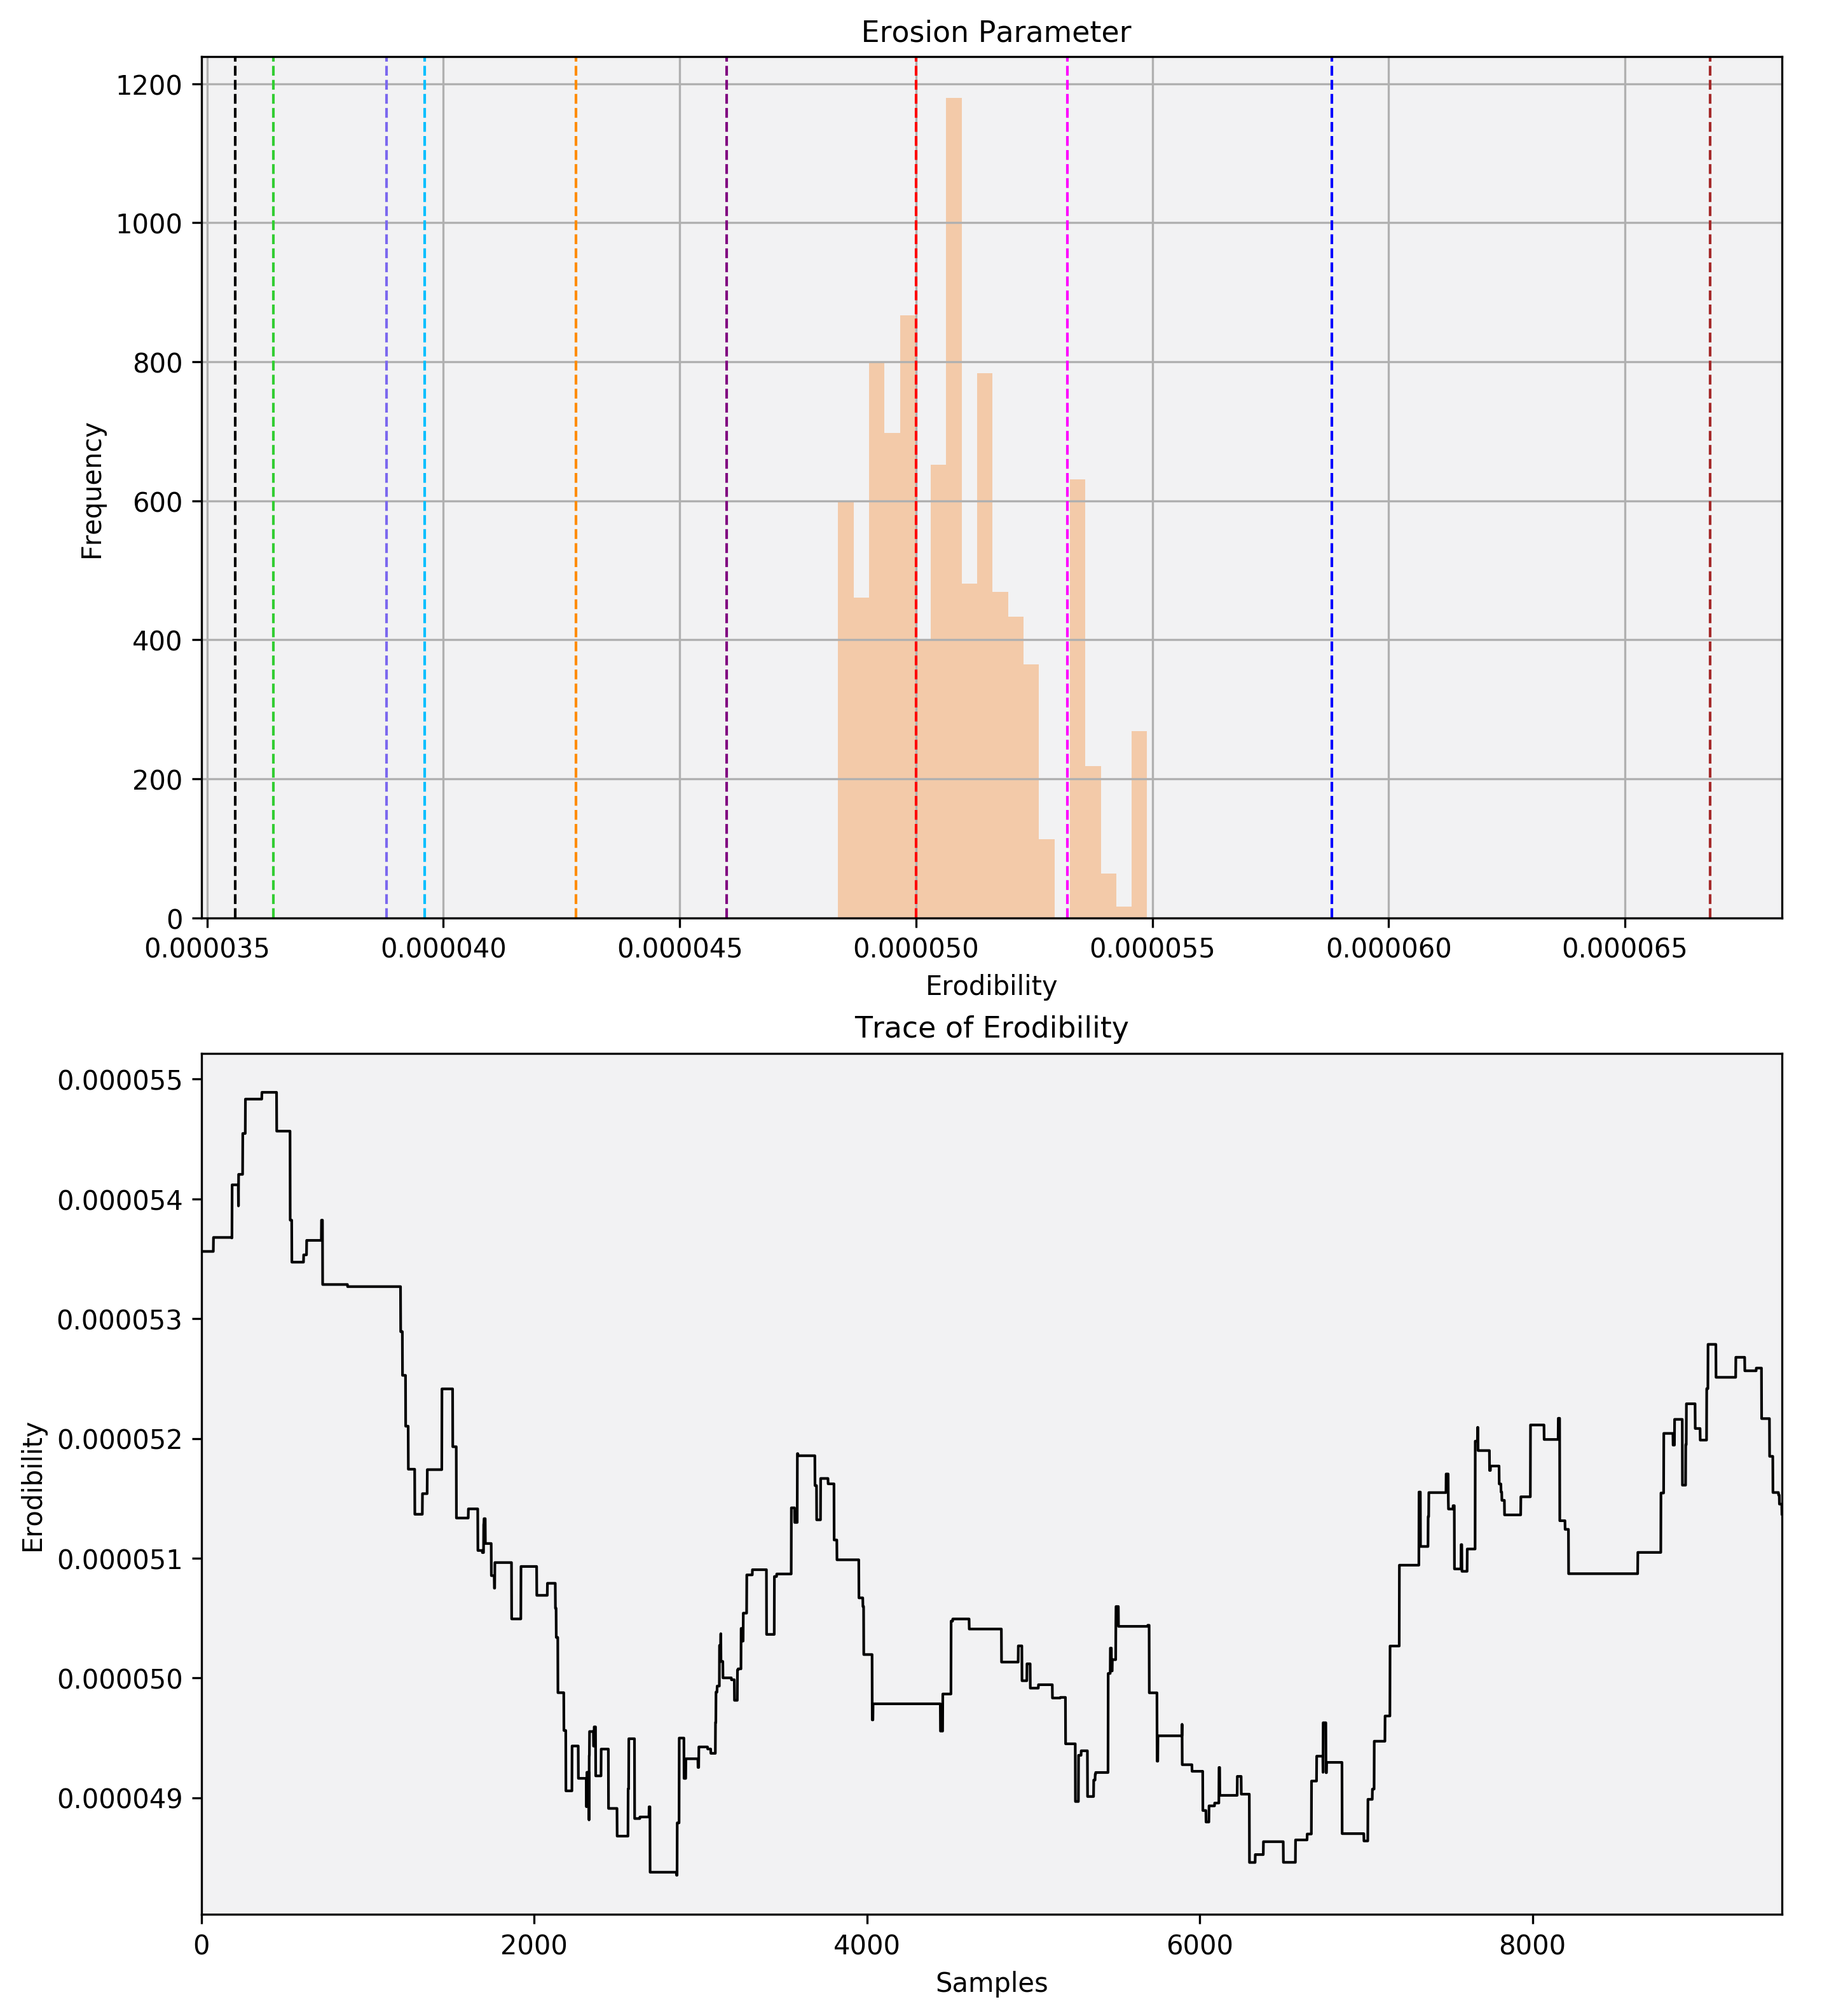 Erosion Parameter
1200
1000
800
600
400
200
0
Frequency
0.000035 0.000040 0.000045 0.000050 0.000055 0.000060 0.000065
Erodibility
Trace of Erodibility
0.000055
0.000054
0.000053
0.000052
0.000051
0.000050
0.000049
Erodibility
0 2000 4000 6000 8000
Samples